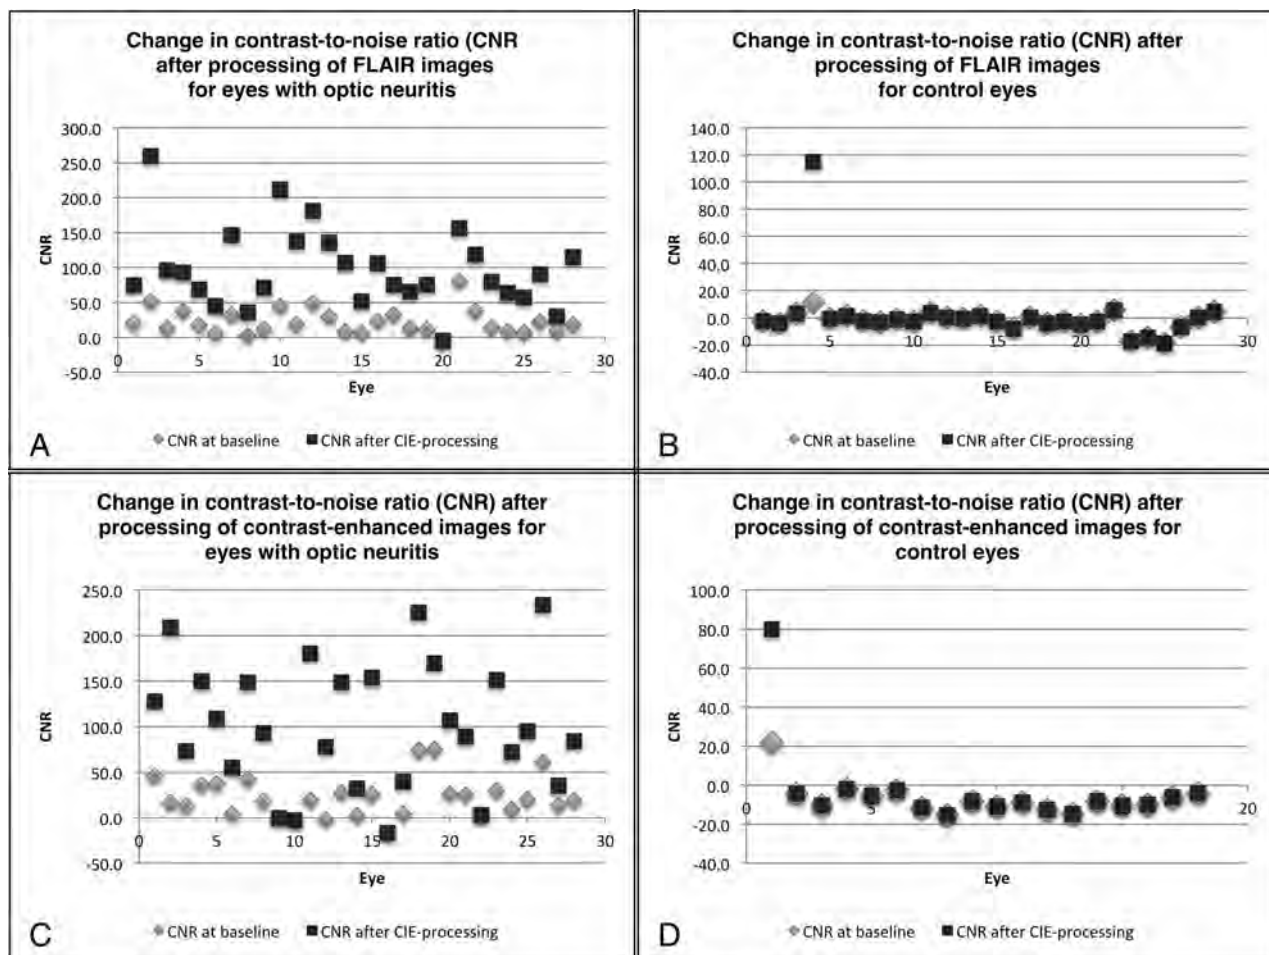 Change in contrast-to-noise ratio (CNR
after processing of FLAIR images
for eyes with optic neuritis
300.0
250.0
200.0
150.0
100.0
50.0
0.0
-50.0
CNR
0 5 10 15 20 25 30
Eye
CNR at baseline CNR after CIE-processing
A
Change in contrast-to-noise ratio (CNR) after
processing of FLAIR images
for control eyes
140.0
120.0
100.0
80.0
60.0
40.0
20.0
0.0
-20.0
-40.0
CNR
0 5 10 15 20 30
Eye
CNR at baseline CNR after CIE-processing
B
Change in contrast-to-noise ratio (CNR) after
processing of contrast-enhanced images for
eyes with optic neuritis
250.0
200.0
150.0
100.0
50.0
0.0
-50.0
CNR
0 5 10 15 20 25 30
Eye
CNR at baseline CNR after CIE-processing
C
Change in contrast-to-noise ratio (CNR) after
processing of contrast-enhanced images for
control eyes
100.0
80.0
60.0
40.0
20.0
0.0
-20.0
-40.0
CNR
0 5 20
Eye
CNR at baseline CNR after CIE-processing
D